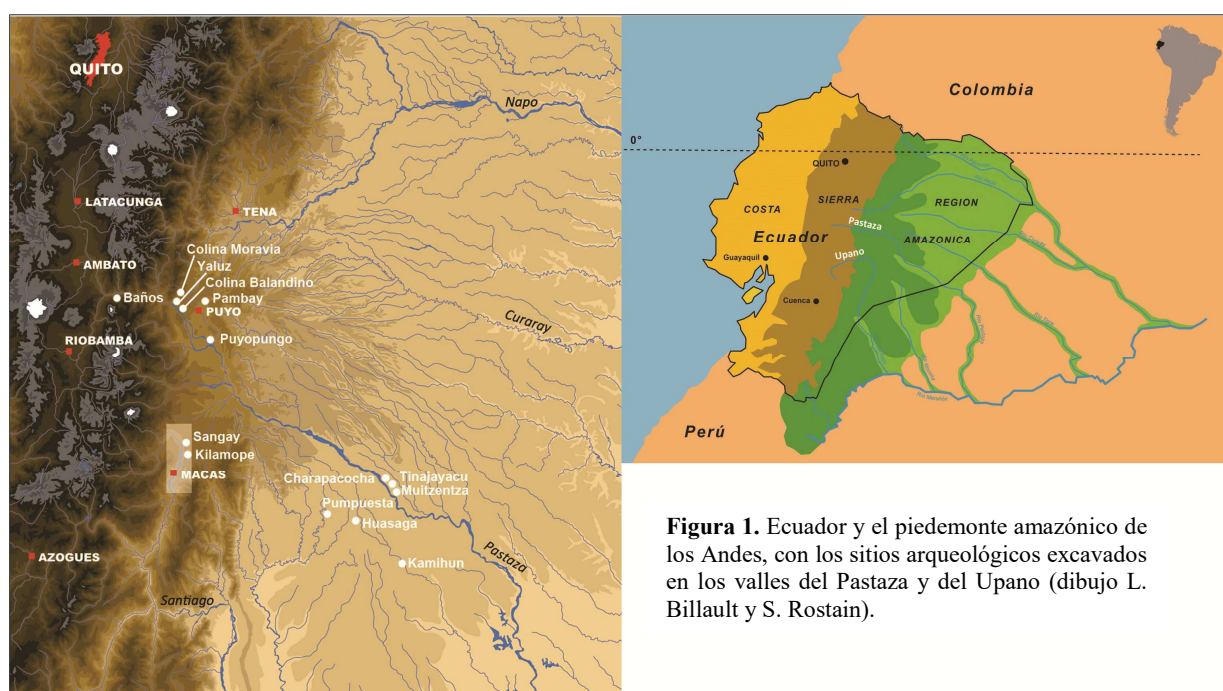 QUITO
Napo
LATACUNGA
TENA
Colina Moravia
Yaluz
Colina Balandino
AMBATO
Baños
Pambay
PUYO
Curaray
Puyopungo
RIOBAMBA
Sangay
Kilamope
MACAS
Charapacocha
Tinajayacu
Muitzentza
Pumpuesta
Huasaga
Pastaza
AZOGUES
Kamihun
Santiago
Colombia
0°
QUITO
COSTA
SIERRA
REGION
Pastaza
Ecuador
AMAZONICA
Guayaquil
Upano
Cuenca
Río Marañón
Perú
Figura 1. Ecuador y el piedemonte amazónico de
los Andes, con los sitios arqueológicos excavados
en los valles del Pastaza y del Upano (dibujo L.
Billault y S. Rostain).